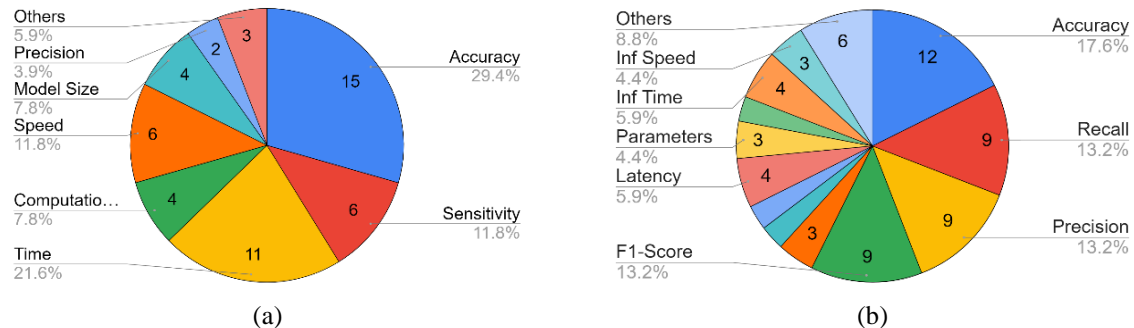 Others
5.9%
Precision
3.9%
Model Size
7.8%
Speed
11.8%
Computatio…
7.8%
Time
21.6%
Accuracy
29.4%
Sensitivity
11.8%
3
2
4
6
4
11
15
6
(a)
Others
8.8%
Inf Speed
4.4%
Inf Time
5.9%
Parameters
4.4%
Latency
5.9%
F1-Score
13.2%
Accuracy
17.6%
Recall
13.2%
Precision
13.2%
6
3
4
3
4
3
9
12
9
9
(b)